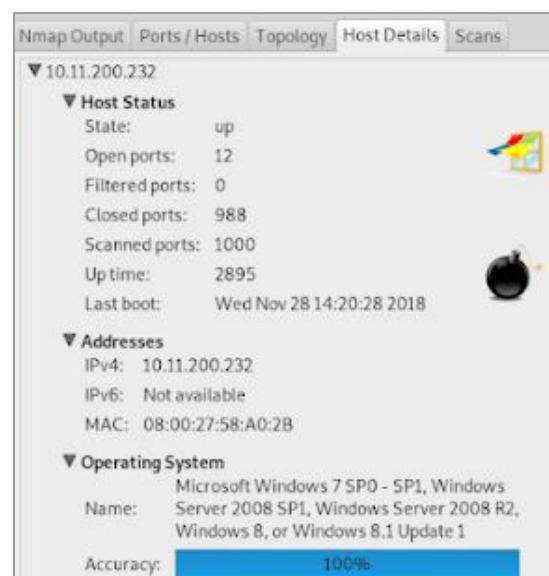 Nmap Output Ports / Hosts Topology Host Details Scans
10.11.200.232
Host Status
State: up
Open ports: 12
Filtered ports: 0
Closed ports: 988
Scanned ports: 1000
Up time: 2895
Last boot: Wed Nov 28 14:20:28 2018
Addresses
IPv4: 10.11.200.232
IPv6: Not available
MAC: 08:00:27:58:A0:2B
Operating System
Microsoft Windows 7 SP0 - SP1, Windows
Name: Server 2008 SP1, Windows Server 2008 R2,
Windows 8, or Windows 8.1 Update 1
Accuracy: 100%